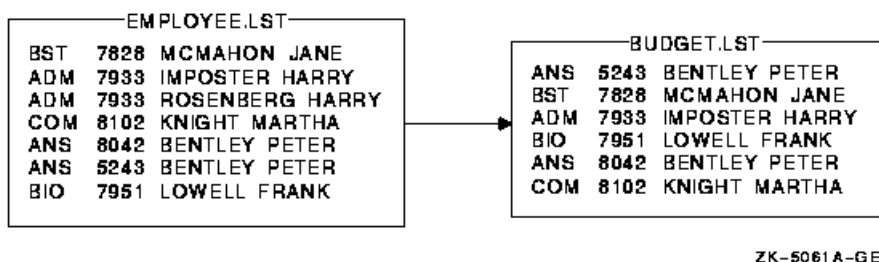 EMPLOYEE.LST
BST 7828 MCMAHON JANE
ADM 7933 IMPOSTER HARRY
ADM 7933 ROSENBERG HARRY
COM 8102 KNIGHT MARTHA
ANS 8042 BENTLEY PETER
ANS 5243 BENTLEY PETER
BIO 7951 LOWELL FRANK
BUDGET.LST
ANS 5243 BENTLEY PETER
BST 7828 MCMAHON JANE
ADM 7933 IMPOSTER HARRY
BIO 7951 LOWELL FRANK
ANS 8042 BENTLEY PETER
COM 8102 KNIGHT MARTHA
ZK-5061A-GE